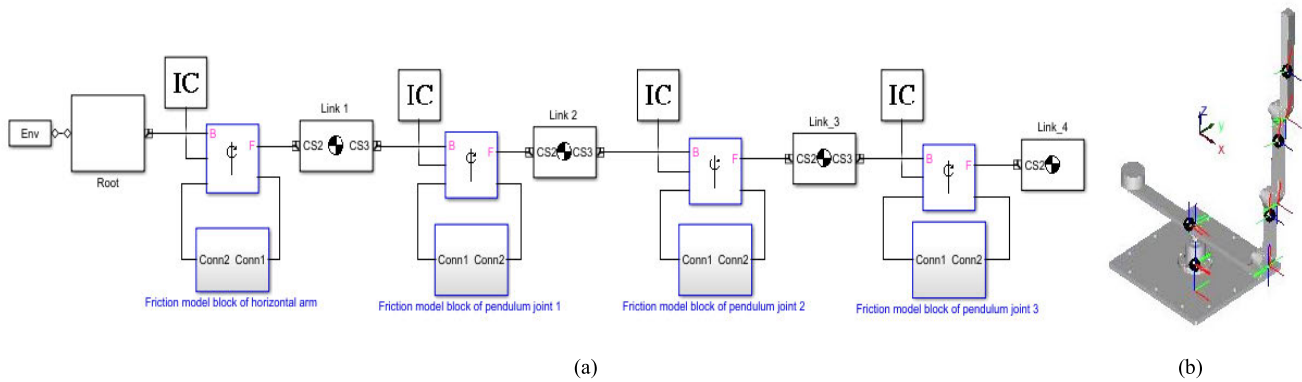 IC
IC
IC
IC
Link 1
Link 2
Link_3
Link_4
Env
B
F
CS2
CS3
B
F
CS2
CS3
B
F
CS2
CS3
B
F
CS2
Root
Conn2
Conn1
Conn1
Conn2
Conn1
Conn2
Conn1
Conn2
Friction model block of horizontal arm
Friction model block of pendulum joint 1
Friction model block of pendulum joint 2
Friction model block of pendulum joint 3
Z
y
X
(a)
(b)